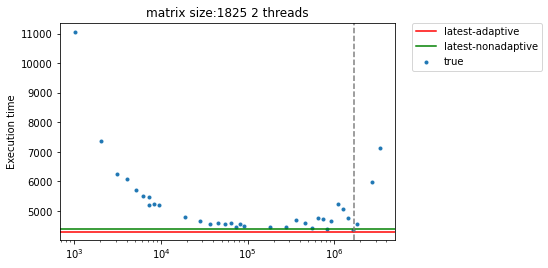 matrix size:1825 2 threads
latest-adaptive
latest-nonadaptive
true
Execution time
11000
10000
9000
8000
7000
6000
5000
10³
10⁴
10⁵
10⁶